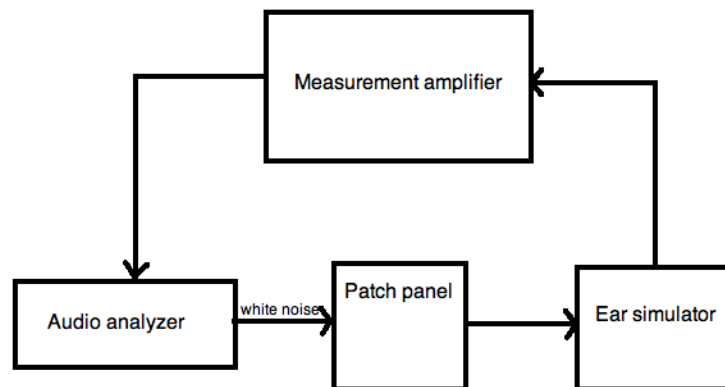 Measurement amplifier
Audio analyzer
white noise
Patch panel
Ear simulator